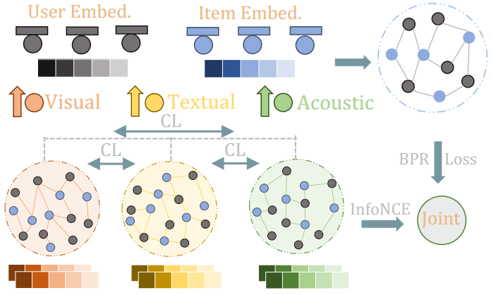 User Embed.
Item Embed.
Visual
Textual
Acoustic
CL
CL
CL
BPR
Loss
InfoNCE
Joint